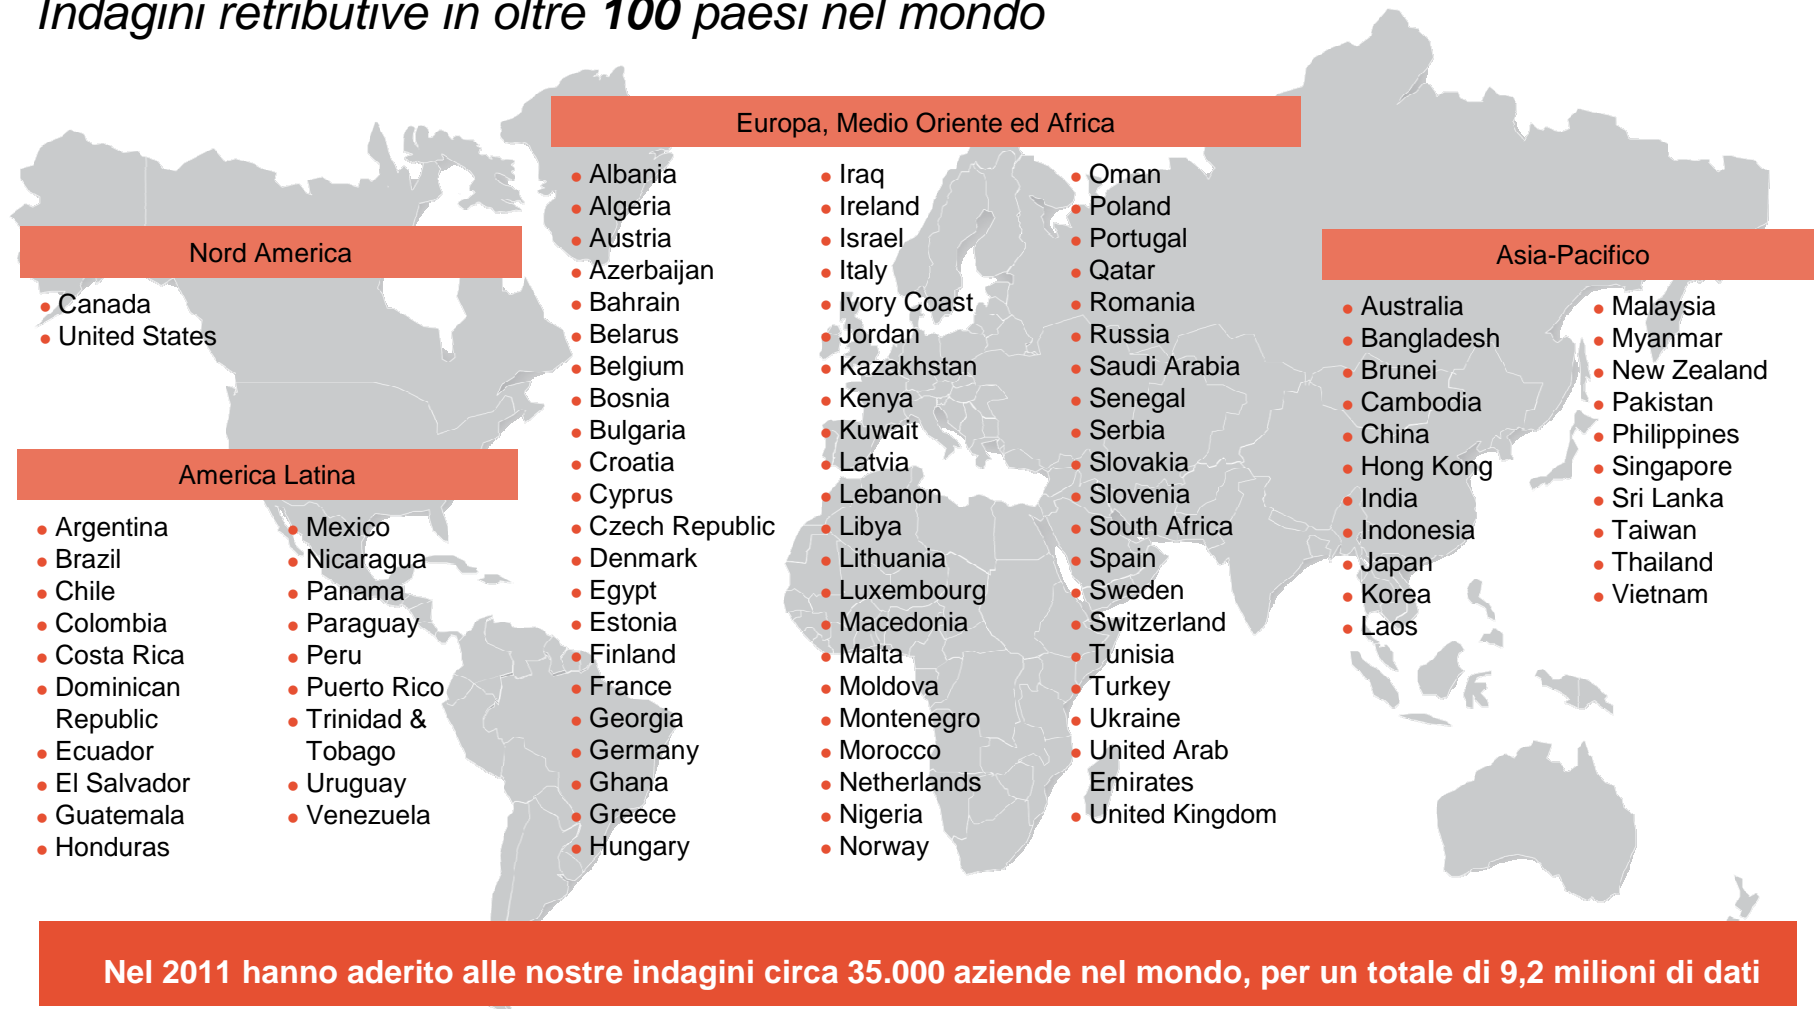 Indagini retributive in oltre 100 paesi nel mondo
Europa, Medio Oriente ed Africa
Albania
Algeria
Austria
Azerbaijan
Bahrain
Belarus
Belgium
Bosnia
Bulgaria
Croatia
Cyprus
Czech Republic
Denmark
Egypt
Estonia
Finland
France
Georgia
Germany
Ghana
Greece
Hungary
Iraq
Ireland
Israel
Italy
Ivory Coast
Jordan
Kazakhstan
Kenya
Kuwait
Latvia
Lebanon
Libya
Lithuania
Luxembourg
Macedonia
Malta
Moldova
Montenegro
Morocco
Netherlands
Nigeria
Norway
Oman
Poland
Portugal
Qatar
Romania
Russia
Saudi Arabia
Senegal
Serbia
Slovakia
Slovenia
South Africa
Spain
Sweden
Switzerland
Tunisia
Turkey
Ukraine
United Arab
Emirates
United Kingdom
Nord America
Canada
United States
America Latina
Argentina
Brazil
Chile
Colombia
Costa Rica
Dominican
Republic
Ecuador
El Salvador
Guatemala
Honduras
Mexico
Nicaragua
Panama
Paraguay
Peru
Puerto Rico
Trinidad &
Tobago
Uruguay
Venezuela
Asia-Pacifico
Australia
Bangladesh
Brunei
Cambodia
China
Hong Kong
India
Indonesia
Japan
Korea
Laos
Malaysia
Myanmar
New Zealand
Pakistan
Philippines
Singapore
Sri Lanka
Taiwan
Thailand
Vietnam
Nel 2011 hanno aderito alle nostre indagini circa 35.000 aziende nel mondo, per un totale di 9,2 milioni di dati